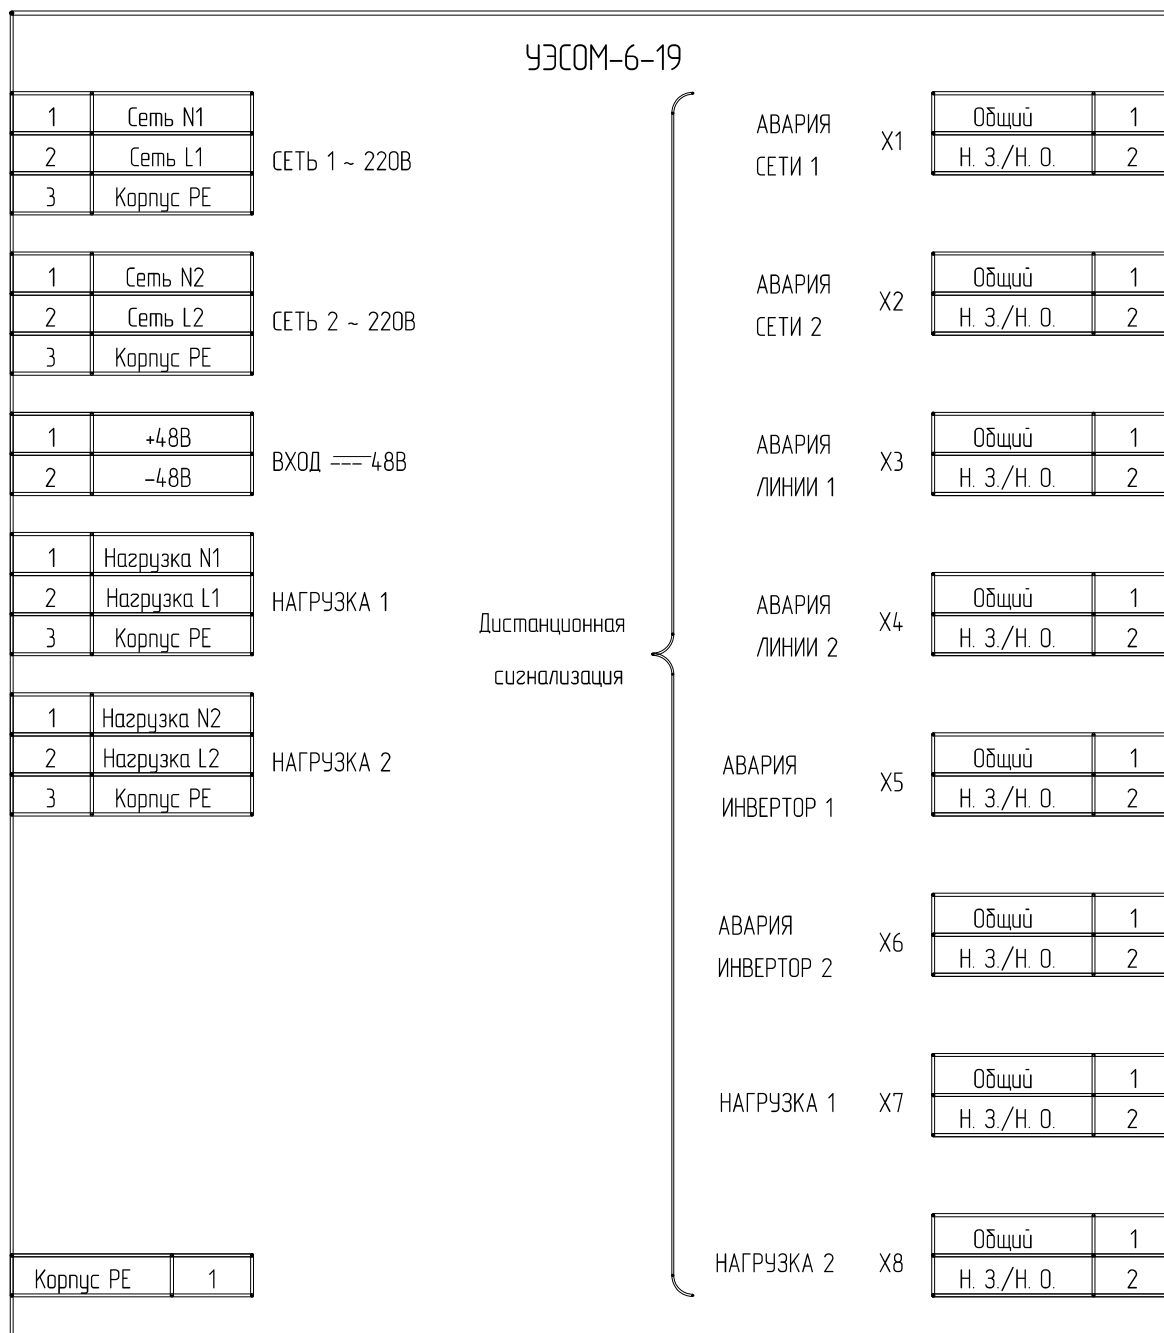 УЭСОМ-6-19
1 Сеть N1
2 Сеть L1
3 Корпус PE
СЕТЬ 1 ~ 220В
1 Сеть N2
2 Сеть L2
3 Корпус PE
СЕТЬ 2 ~ 220В
1 +48В
2 -48В
ВХОД 48В
1 Нагрузка N1
2 Нагрузка L1
3 Корпус PE
НАГРУЗКА 1
1 Нагрузка N2
2 Нагрузка L2
3 Корпус PE
НАГРУЗКА 2
Корпус PE 1
Дистанционная
сигнализация
АВАРИЯ
СЕТИ 1
X1
Общий 1
Н. З./Н. О. 2
АВАРИЯ
СЕТИ 2
X2
Общий 1
Н. З./Н. О. 2
АВАРИЯ
ЛИНИИ 1
X3
Общий 1
Н. З./Н. О. 2
АВАРИЯ
ЛИНИИ 2
X4
Общий 1
Н. З./Н. О. 2
АВАРИЯ
ИНВЕРТОР 1
X5
Общий 1
Н. З./Н. О. 2
АВАРИЯ
ИНВЕРТОР 2
X6
Общий 1
Н. З./Н. О. 2
НАГРУЗКА 1
X7
Общий 1
Н. З./Н. О. 2
НАГРУЗКА 2
X8
Общий 1
Н. З./Н. О. 2